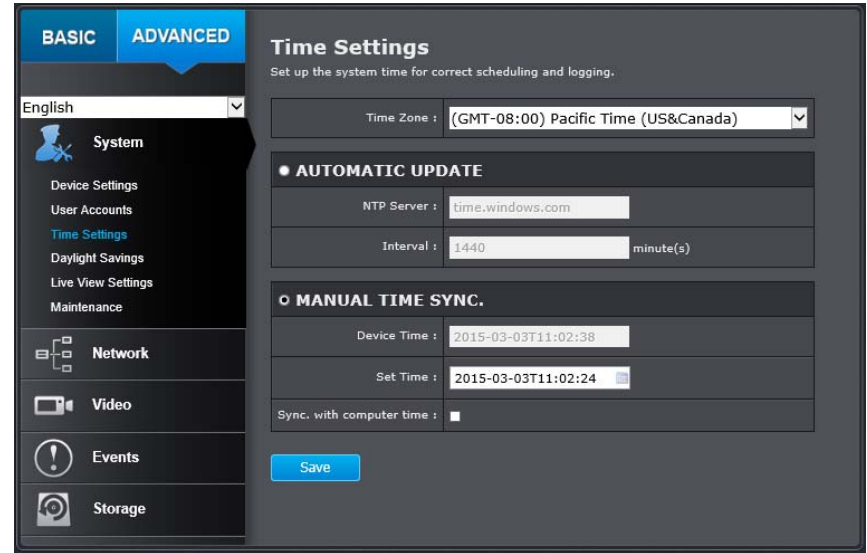 BASIC ADVANCED
English
System
Device Settings
User Accounts
Time Settings
Daylight Savings
Live View Settings
Maintenance
Network
Video
Events
Storage
Time Settings
Set up the system time for correct scheduling and logging.
Time Zone : (GMT-08:00) Pacific Time (US&Canada)
AUTOMATIC UPDATE
NTP Server : time.windows.com
Interval : 1440 minute(s)
MANUAL TIME SYNC.
Device Time : 2015-03-03T11:02:38
Set Time : 2015-03-03T11:02:24
Sync. with computer time :
Save